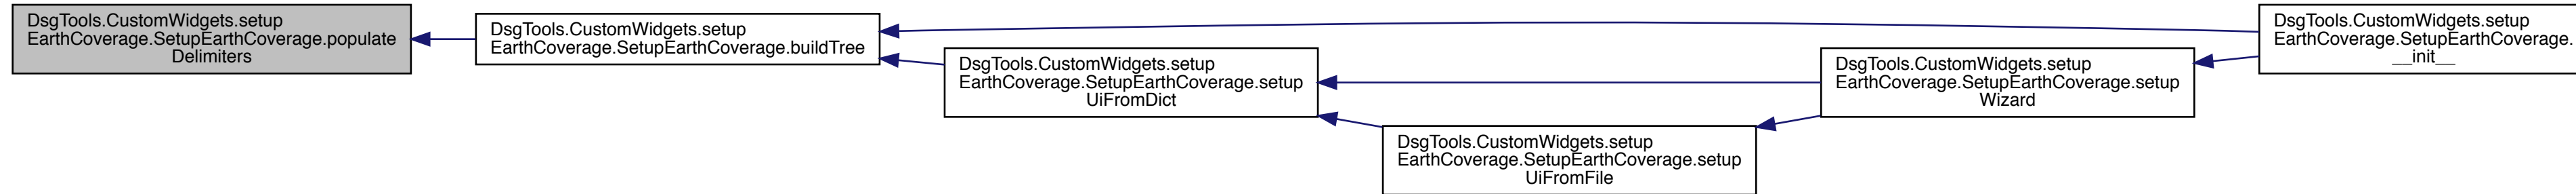 DsgTools.CustomWidgets.setup
EarthCoverage.SetupEarthCoverage.populate
Delimiters
DsgTools.CustomWidgets.setup
EarthCoverage.SetupEarthCoverage.buildTree
DsgTools.CustomWidgets.setup
EarthCoverage.SetupEarthCoverage.setup
UiFromDict
DsgTools.CustomWidgets.setup
EarthCoverage.SetupEarthCoverage.setup
UiFromFile
DsgTools.CustomWidgets.setup
EarthCoverage.SetupEarthCoverage.setup
Wizard
DsgTools.CustomWidgets.setup
EarthCoverage.SetupEarthCoverage.
__init__